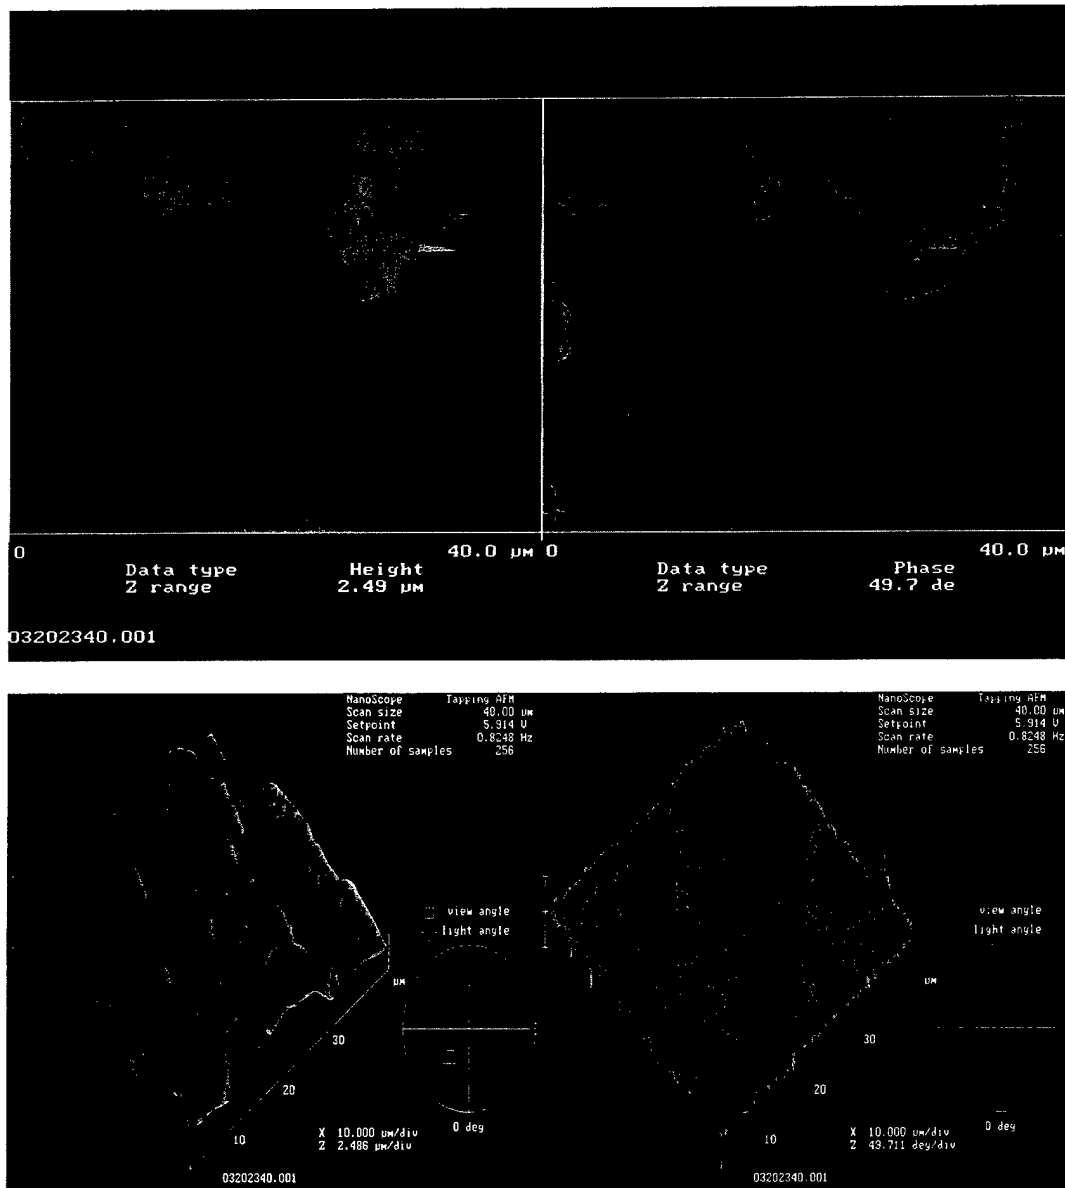 0 40.0 µm 0 40.0 µm
Data type Height Data type Phase
Z range 2.49 µm Z range 49.7 de
03202340.001
NanoScope Tapping AFM
Scan size 40.00 µm
Setpoint 5.914 V
Scan rate 0.8248 Hz
Number of samples 256
view angle
light angle
µm
30
20
10
X 10.000 µm/div
Z 2.486 µm/div
0 deg
03202340.001
NanoScope Tapping AFM
Scan size 40.00 µm
Setpoint 5.914 V
Scan rate 0.8248 Hz
Number of samples 256
view angle
light angle
µm
30
20
10
X 10.000 µm/div
Z 49.711 deg/div
0 deg
03202340.001